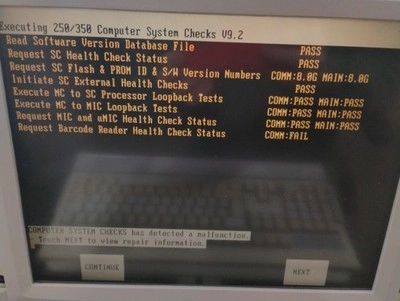 Executing 250/350 Computer System Checks V9.2
Read Software Version Database File PASS
Request SC Health Check Status PASS
Request SC Flash & PROM ID & S/W Version Numbers COMM:8.0G MAIN:8.0G
Initiate SC External Health Checks PASS
Execute MC to SC Processor Loopback Tests COMM:PASS MAIN:PASS
Execute MC to MIC Loopback Tests COMM:PASS MAIN:PASS
Request MIC and uMIC Health Check Status COMM:PASS MAIN:PASS
Request Barcode Reader Health Check Status COMM:FAIL
COMPUTER SYSTEM CHECKS has detected a malfunction.
- Touch NEXT to view repair information.
CONTINUE NEXT